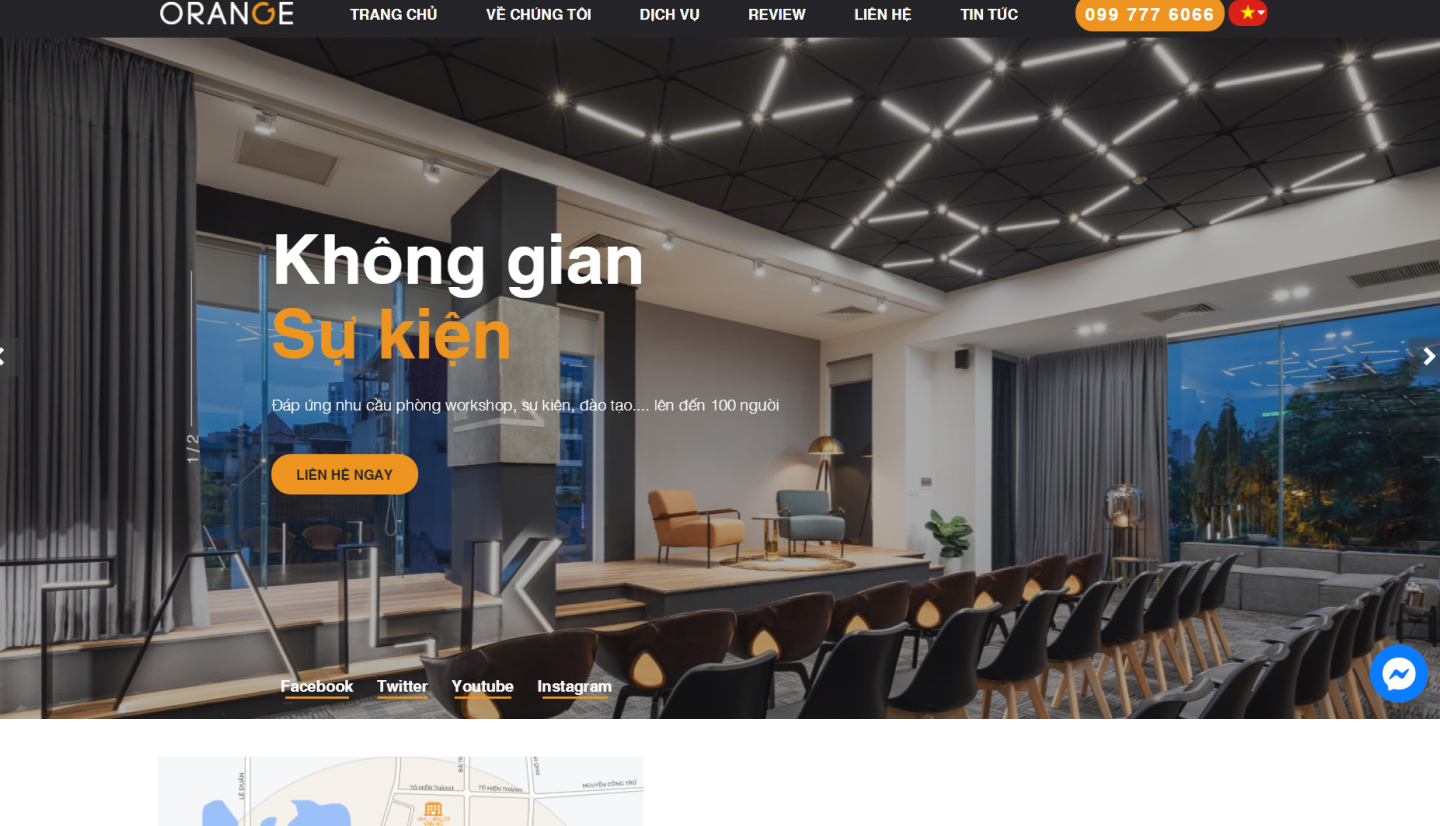 ORANGE
TRANG CHỦ
VỀ CHÚNG TÔI
DỊCH VỤ
REVIEW
LIÊN HỆ
TIN TỨC
099 777 6066
Không gian
Sự kiện
Đáp ứng nhu cầu phòng workshop, sự kiện, đào tạo.... lên đến 100 người
1/2
LIÊN HỆ NGAY
TALK
Facebook
Twitter
Youtube
Instagram
LÊ DUẨN
TÔ HIẾN THÀNH
TÔ HIẾN THÀNH
NGUYỄN CÔNG TRỨ